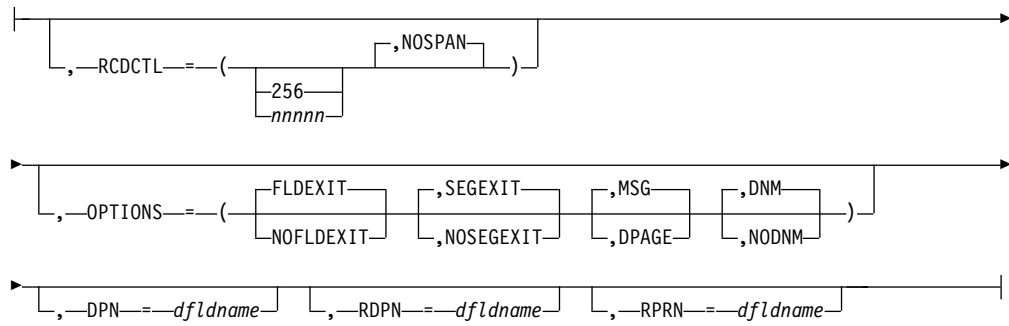 ,NOSPAN
, RCDCTL = ( )
256
nnnnn
FLDEXIT ,SEGEXIT ,MSG ,DNM
, OPTIONS = ( )
NOFLDEXIT ,NOSEGEXIT ,DPAGE ,NODNM
, DPN = dfldname , RDPN = dfldname , RPRN = dfldname